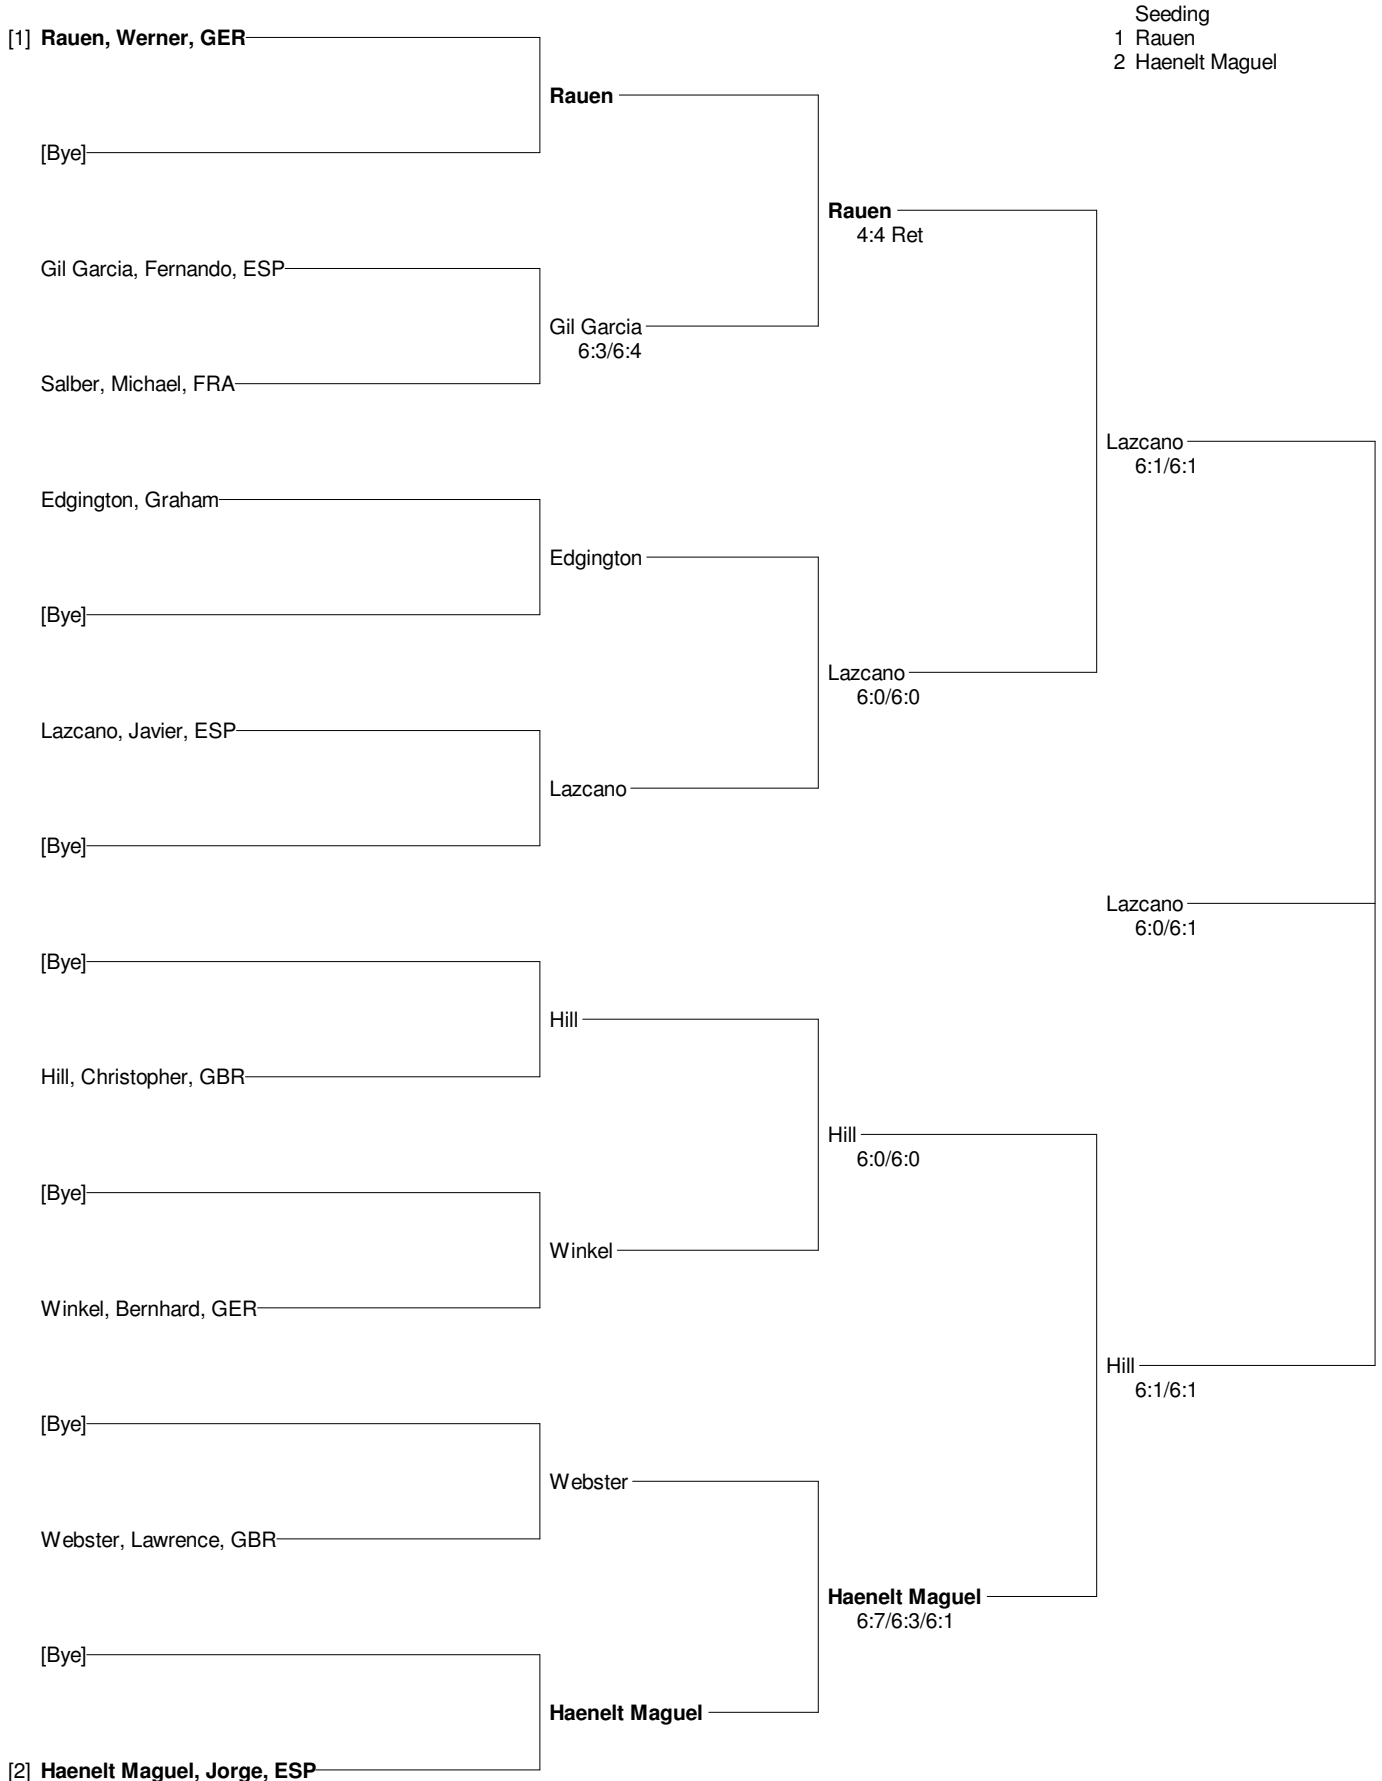 Seeding
1 Rauen
2 Haenelt Maguel
[1] Rauen, Werner, GER
Rauen
[Bye]
Rauen
4:4 Ret
Gil Garcia, Fernando, ESP
Gil Garcia
6:3/6:4
Salber, Michael, FRA
Lazcano
6:1/6:1
Edgington, Graham
Edgington
[Bye]
Lazcano
6:0/6:0
Lazcano, Javier, ESP
Lazcano
[Bye]
Lazcano
6:0/6:1
[Bye]
Hill
Hill, Christopher, GBR
Hill
6:0/6:0
[Bye]
Winkel
Winkel, Bernhard, GER
Hill
6:1/6:1
[Bye]
Webster
Webster, Lawrence, GBR
Haenelt Maguel
6:7/6:3/6:1
[Bye]
Haenelt Maguel
[2] Haenelt Maguel, Jorge, ESP